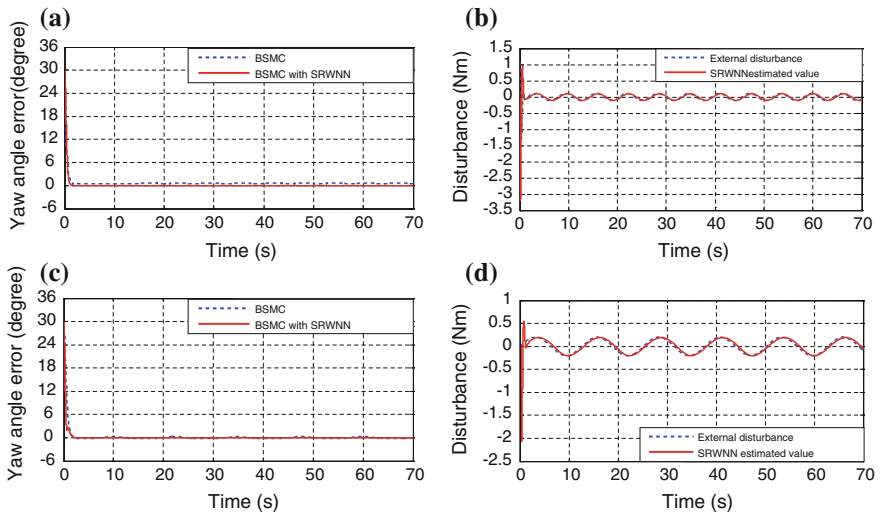 (a)
36
30
24
18
12
6
0
-6
Yaw angle error(degree)
BSMC
BSMC with SRWNN
0 10 20 30 40 50 60 70
Time (s)
(b)
1.5
1
0.5
0
-0.5
-1
-1.5
-2
-2.5
-3
-3.5
Disturbance (Nm)
External disturbance
SRWNNestimated value
0 10 20 30 40 50 60 70
Time (s)
(c)
36
30
24
18
12
6
0
-6
Yaw angle error (degree)
BSMC
BSMC with SRWNN
0 10 20 30 40 50 60 70
Time (s)
(d)
1
0.5
0
-0.5
-1
-1.5
-2
-2.5
Disturbance (Nm)
External disturbance
SRWNN estimated value
0 10 20 30 40 50 60 70
Time (s)